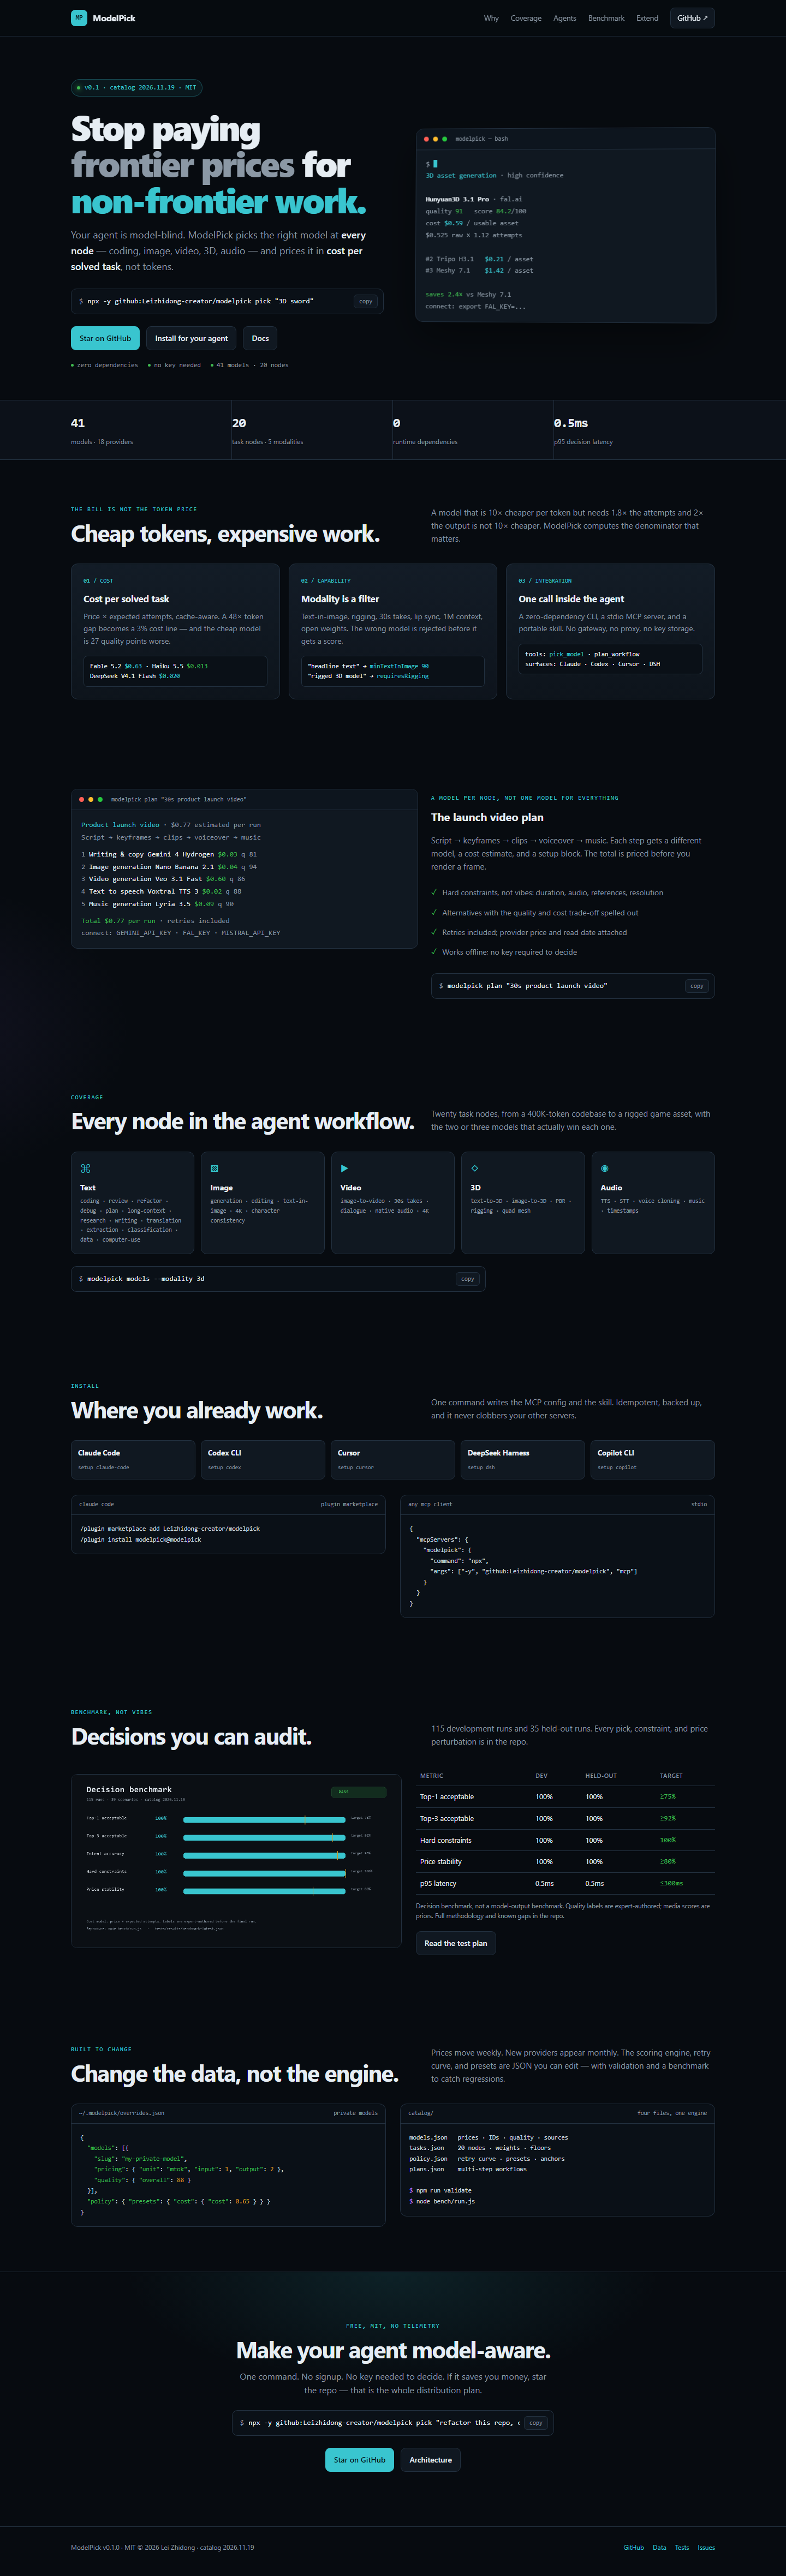 MP ModelPick
Why Coverage Agents Benchmark Extend GitHub ↗
v0.1 · catalog 2026.11.19 · MIT
Stop paying
frontier prices for
non-frontier work.
Your agent is model-blind. ModelPick picks the right model at every
node — coding, image, video, 3D, audio — and prices it in cost per
solved task, not tokens.
$ npx -y github:Leizhidong-creator/modelpick pick "3D sword" copy
Star on GitHub Install for your agent Docs
zero dependencies no key needed 41 models · 20 nodes
modelpick — bash
$
3D asset generation · high confidence
Hunyuan3D 3.1 Pro · fal.ai
quality 91 score 84.2/100
cost $0.59 / usable asset
$0.525 raw × 1.12 attempts
#2 Tripo H3.1 $0.21 / asset
#3 Meshy 7.1 $1.42 / asset
saves 2.4× vs Meshy 7.1
connect: export FAL_KEY=...
41
models · 18 providers
20
task nodes · 5 modalities
0
runtime dependencies
0.5ms
p95 decision latency
THE BILL IS NOT THE TOKEN PRICE
Cheap tokens, expensive work.
A model that is 10× cheaper per token but needs 1.8× the attempts and 2×
the output is not 10× cheaper. ModelPick computes the denominator that
matters.
01 / COST
Cost per solved task
Price × expected attempts, cache-aware. A 48× token
gap becomes a 3% cost line — and the cheap model
is 27 quality points worse.
Fable 5.2 $0.63 · Haiku 5.5 $0.013
DeepSeek V4.1 Flash $0.020
02 / CAPABILITY
Modality is a filter
Text-in-image, rigging, 30s takes, lip sync, 1M context,
open weights. The wrong model is rejected before it
gets a score.
"headline text" → minTextInImage 90
"rigged 3D model" → requiresRigging
03 / INTEGRATION
One call inside the agent
A zero-dependency CLI, a stdio MCP server, and a
portable skill. No gateway, no proxy, no key storage.
tools: pick_model · plan_workflow
surfaces: Claude · Codex · Cursor · DSH
modelpick plan "30s product launch video"
Product launch video · $0.77 estimated per run
Script → keyframes → clips → voiceover → music
1 Writing & copy Gemini 4 Hydrogen $0.03 q 81
2 Image generation Nano Banana 2.1 $0.04 q 94
3 Video generation Veo 3.1 Fast $0.60 q 86
4 Text to speech Voxtral TTS 3 $0.02 q 88
5 Music generation Lyria 3.5 $0.09 q 90
Total $0.77 per run · retries included
connect: GEMINI_API_KEY · FAL_KEY · MISTRAL_API_KEY
A MODEL PER NODE, NOT ONE MODEL FOR EVERYTHING
The launch video plan
Script → keyframes → clips → voiceover → music. Each step gets a different
model, a cost estimate, and a setup block. The total is priced before you
render a frame.
✓ Hard constraints, not vibes: duration, audio, references, resolution
✓ Alternatives with the quality and cost trade-off spelled out
✓ Retries included; provider price and read date attached
✓ Works offline; no key required to decide
$ modelpick plan "30s product launch video" copy
COVERAGE
Every node in the agent workflow.
Twenty task nodes, from a 400K-token codebase to a rigged game asset, with
the two or three models that actually win each one.
Text
coding · review · refactor ·
debug · plan · long-context ·
research · writing · translation
· extraction · classification ·
data · computer-use
Image
generation · editing · text-in-
image · 4K · character
consistency
Video
image-to-video · 30s takes ·
dialogue · native audio · 4K
3D
text-to-3D · image-to-3D · PBR ·
rigging · quad mesh
Audio
TTS · STT · voice cloning · music
· timestamps
$ modelpick models --modality 3d copy
INSTALL
Where you already work.
One command writes the MCP config and the skill. Idempotent, backed up,
and it never clobbers your other servers.
Claude Code
setup claude-code
Codex CLI
setup codex
Cursor
setup cursor
DeepSeek Harness
setup dsh
Copilot CLI
setup copilot
claude code plugin marketplace
/plugin marketplace add Leizhidong-creator/modelpick
/plugin install modelpick@modelpick
any mcp client stdio
{
"mcpServers": {
"modelpick": {
"command": "npx",
"args": ["-y", "github:Leizhidong-creator/modelpick", "mcp"]
}
}
}
BENCHMARK, NOT VIBES
Decisions you can audit.
115 development runs and 35 held-out runs. Every pick, constraint, and price
perturbation is in the repo.
Decision benchmark
PASS
Top-1 acceptable 100%
Top-3 acceptable 100%
Intent accuracy 100%
Hard constraints 100%
Price stability 100%
METRIC DEV HELD-OUT TARGET
Top-1 acceptable 100% 100% ≥75%
Top-3 acceptable 100% 100% ≥92%
Hard constraints 100% 100% 100%
Price stability 100% 100% ≥80%
p95 latency 0.5ms 0.5ms ≤300ms
Decision benchmark, not a model-output benchmark. Quality labels are expert-authored; media scores are
priors. Full methodology and known gaps in the repo.
Read the test plan
BUILT TO CHANGE
Change the data, not the engine.
Prices move weekly. New providers appear monthly. The scoring engine, retry
curve, and presets are JSON you can edit — with validation and a benchmark
to catch regressions.
~/.modelpick/overrides.json private models
{
"models": [{
"slug": "my-private-model",
"pricing": { "unit": "mtok", "input": 1, "output": 2 },
"quality": { "overall": 88 }
}],
"policy": { "presets": { "cost": { "cost": 0.65 } } }
}
catalog/ four files, one engine
models.json prices · IDs · quality · sources
tasks.json 20 nodes · weights · floors
policy.json retry curve · presets · anchors
plans.json multi-step workflows
$ npm run validate
$ node bench/run.js
FREE, MIT, NO TELEMETRY
Make your agent model-aware.
One command. No signup. No key needed to decide. If it saves you money, star
the repo — that is the whole distribution plan.
$ npx -y github:Leizhidong-creator/modelpick pick "refactor this repo, copy
Star on GitHub Architecture
ModelPick v0.1.0 · MIT © 2026 Lei Zhidong · catalog 2026.11.19
GitHub Data Tests Issues